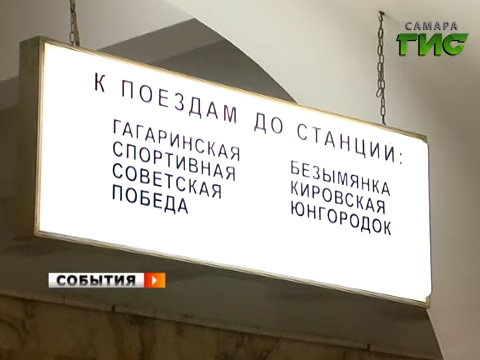 САМАРА
ГИС
К ПОЕЗДАМ ДО СТАНЦИИ:
ГАГАРИНСКАЯ
СПОРТИВНАЯ
СОВЕТСКАЯ
ПОБЕДА
БЕЗЫМЯНКА
КИРОВСКАЯ
ЮНГОРОДОК
СОБЫТИЯ